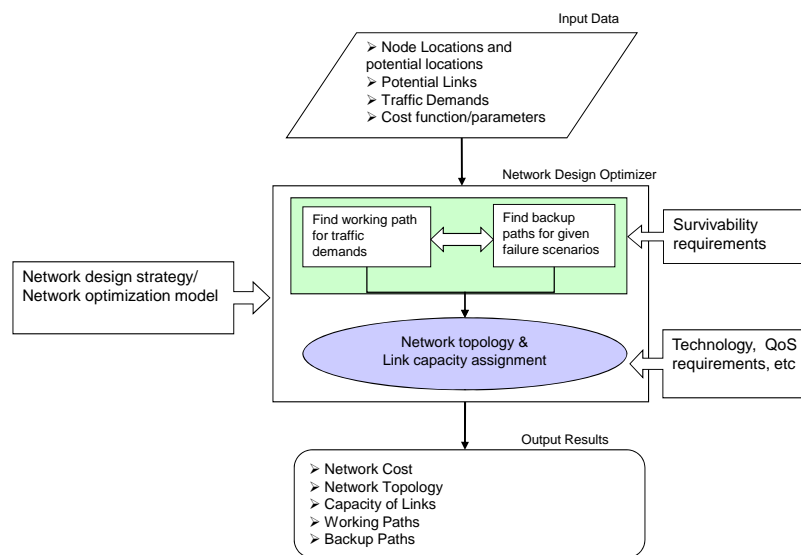 Input Data
➢ Node Locations and
potential locations
➢ Potential Links
➢ Traffic Demands
➢ Cost function/parameters
Network Design Optimizer
Find working path
for traffic
demands
Find backup
paths for given
failure scenarios
Survivability
requirements
Network design strategy/
Network optimization model
Network topology &
Link capacity assignment
Technology, QoS
requirements, etc
Output Results
➢ Network Cost
➢ Network Topology
➢ Capacity of Links
➢ Working Paths
➢ Backup Paths